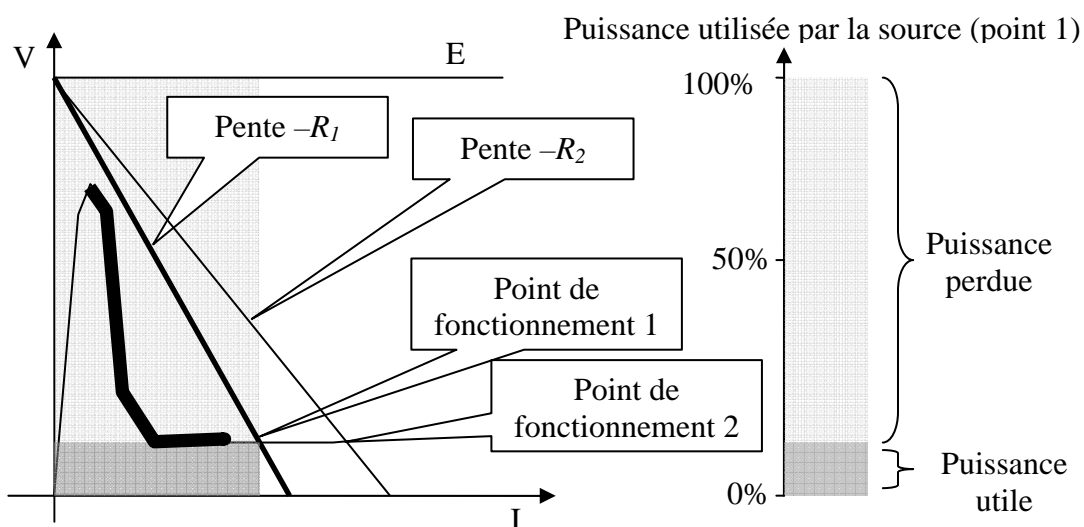 Puissance utilisée par la source (point 1)
V
E
100%
Pente –R1
Pente –R2
50%
Puissance
perdue
Point de
fonctionnement 1
Point de
fonctionnement 2
Puissance
utile
0%
I